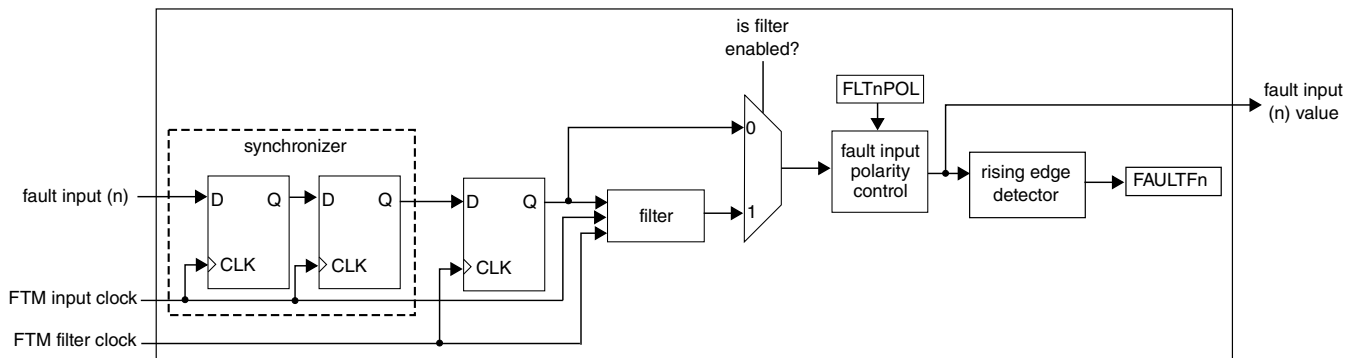 is filter
enabled?
FLTnPOL
fault input
(n) value
synchronizer
0
fault input
polarity
control
rising edge
detector
FAULTFn
fault input (n)
D
Q
D
Q
D
Q
filter
1
CLK
CLK
CLK
FTM input clock
FTM filter clock